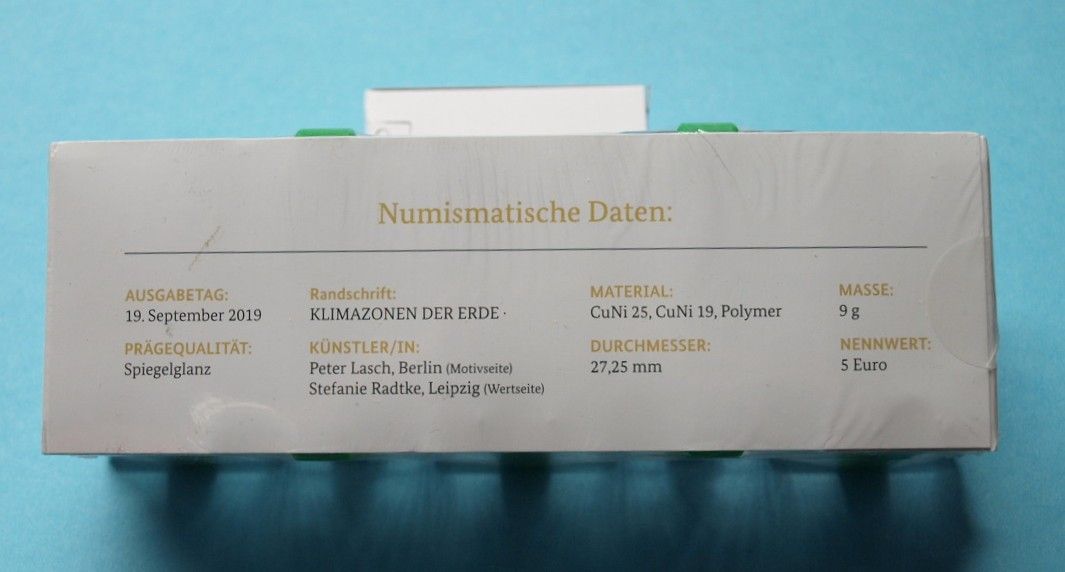 Numismatische Daten:
AUSGABETAG:
19. September 2019
PRÄGEQUALITÄT:
Spiegelglanz
Randschrift:
KLIMAZONEN DER ERDE ·
KÜNSTLER/IN:
Peter Lasch, Berlin (Motivseite)
Stefanie Radtke, Leipzig (Wertseite)
MATERIAL:
CuNi 25, CuNi 19, Polymer
DURCHMESSER:
27,25 mm
MASSE:
9 g
NENNWERT:
5 Euro